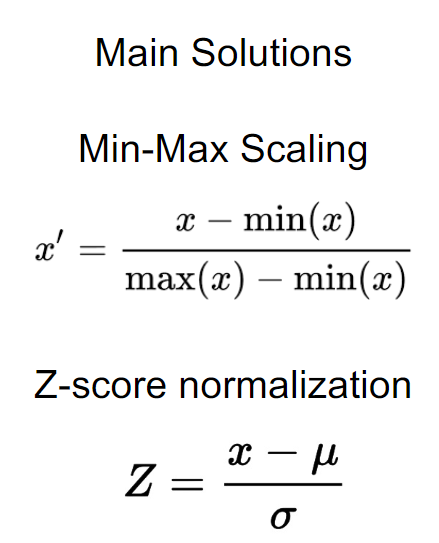 Main Solutions
Min-Max Scaling
x′ = (x − min(x)) / (max(x) − min(x))
Z-score normalization
Z = (x − μ) / σ